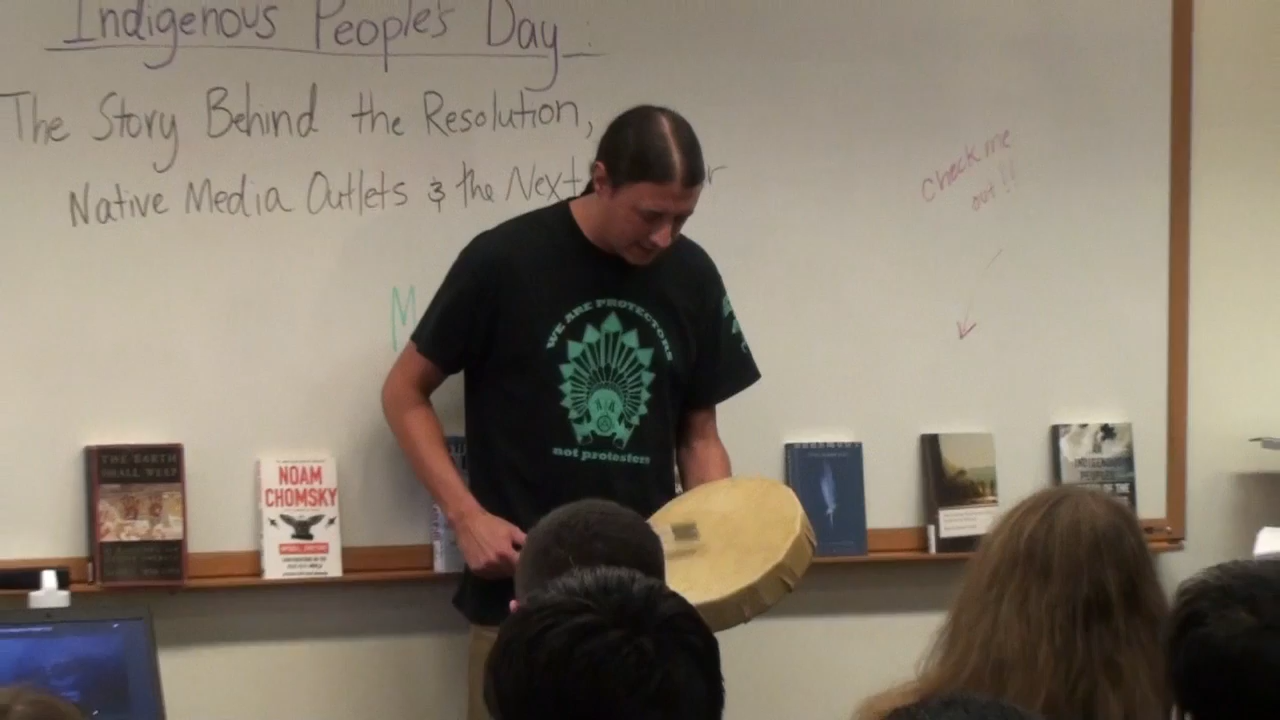 Indigenous People's Day
The Story Behind the Resolution,
Native Media Outlets & the Next
check me
out!!
M
WE ARE PROTECTORS
not protesters
THE EARTH
SHALL WEEP
NOAM
CHOMSKY
INDIGENOUS
PEOPLES'